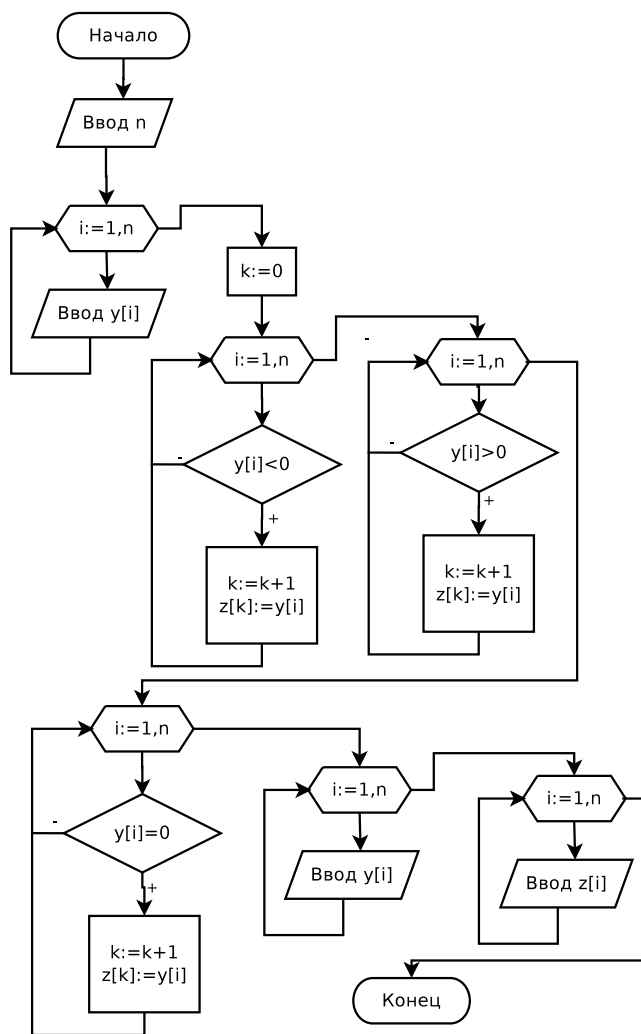 Начало
Ввод n
i:=1,n
Ввод y[i]
k:=0
i:=1,n
-
y[i]<0
+
k:=k+1
z[k]:=y[i]
-
i:=1,n
-
y[i]>0
+
k:=k+1
z[k]:=y[i]
i:=1,n
-
y[i]=0
+
k:=k+1
z[k]:=y[i]
i:=1,n
Ввод y[i]
i:=1,n
Ввод z[i]
Конец